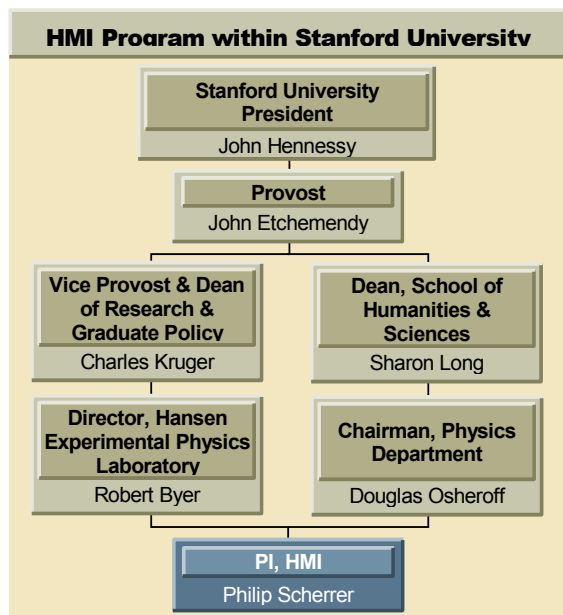 HMI Program within Stanford University
Stanford University
President
John Hennessy
Provost
John Etchemendy
Vice Provost & Dean
of Research &
Graduate Policy
Charles Kruger
Dean, School of
Humanities &
Sciences
Sharon Long
Director, Hansen
Experimental Physics
Laboratory
Robert Byer
Chairman, Physics
Department
Douglas Osheroff
PI, HMI
Philip Scherrer